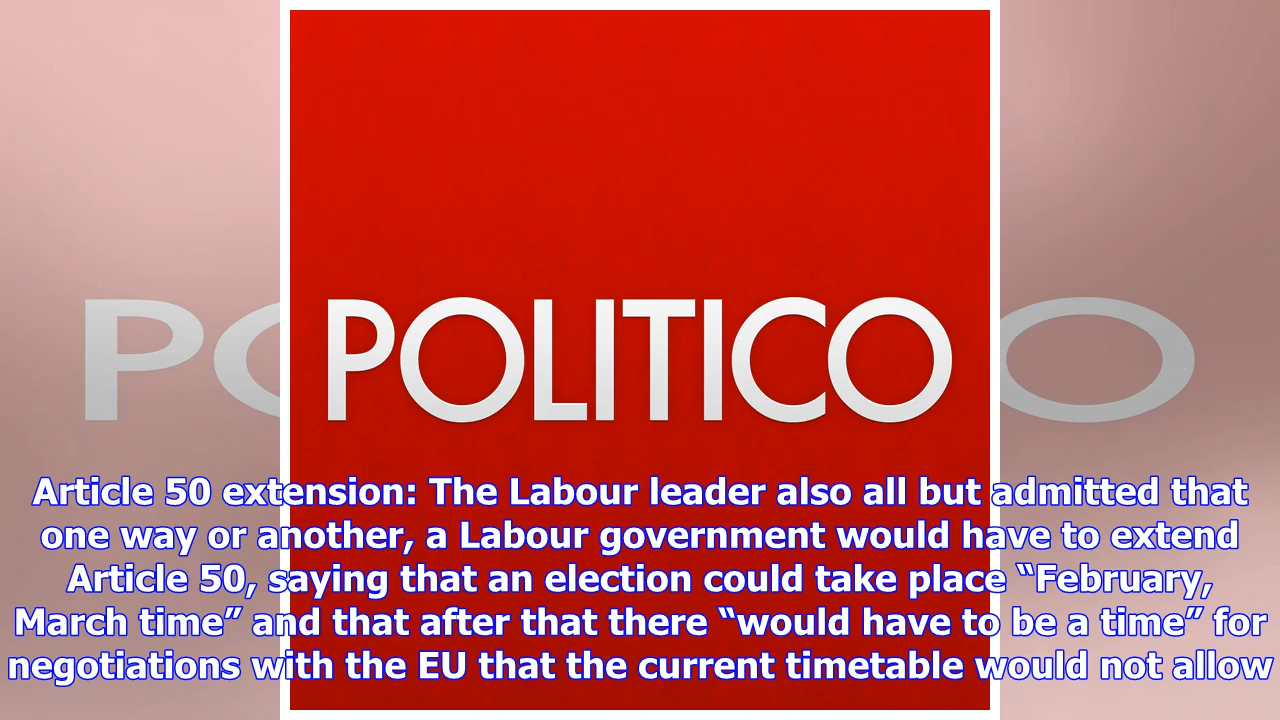 POLITICO
Article 50 extension: The Labour leader also all but admitted that
one way or another, a Labour government would have to extend
Article 50, saying that an election could take place “February,
March time” and that after that there “would have to be a time” for
negotiations with the EU that the current timetable would not allow